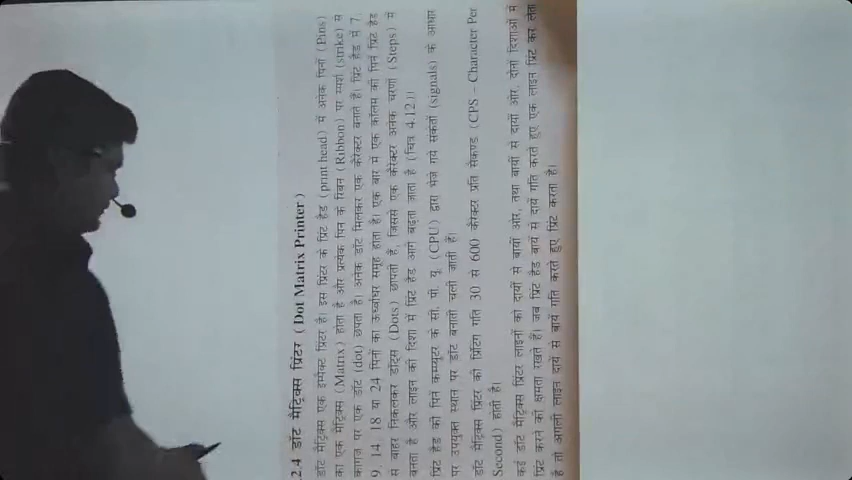 2.4 डॉट मैट्रिक्स प्रिंटर (Dot Matrix Printer)
डॉट मैट्रिक्स एक इम्पैक्ट प्रिंटर है। इस प्रिंटर के प्रिंट हैड (print head) में अनेक पिनों (Pins)
का एक मैट्रिक्स (Matrix) होता है और प्रत्येक पिन के रिबन (Ribbon) पर स्पर्श (strike) से
कागज पर एक डॉट (dot) छपता है। अनेक डॉट मिलकर एक कैरेक्टर बनाते हैं। प्रिंट हैड में 7,
9, 14, 18 या 24 पिनों का ऊर्ध्वाधर समूह होता है। एक बार में एक कॉलम की पिनें प्रिंट हैड
से बाहर निकलकर डॉट्स (Dots) छापती हैं, जिससे एक कैरेक्टर अनेक चरणों (Steps) में
बनता है और लाइन की दिशा में प्रिंट हैड आगे बढ़ता जाता है (चित्र 4.12)।
प्रिंट हैड की पिनें कम्प्यूटर के सी. पी. यू. (CPU) द्वारा भेजे गये संकेतों (signals) के आधार
पर उपयुक्त स्थान पर डॉट बनाती चली जाती हैं।
डॉट मैट्रिक्स प्रिंटर की प्रिंटिंग गति 30 से 600 कैरेक्टर प्रति सेकण्ड (CPS – Character Per
Second) होती है।
कई डॉट मैट्रिक्स प्रिंटर लाइनों को दायों से बायीं ओर, तथा बायीं से दायीं ओर, दोनों दिशाओं में
प्रिंट करने की क्षमता रखते हैं। जब प्रिंट हैड बायें से दायें गति करते हुए एक लाइन प्रिंट कर लेता
है तो अगली लाइन दायें से बायें गति करते हुए प्रिंट करता है।